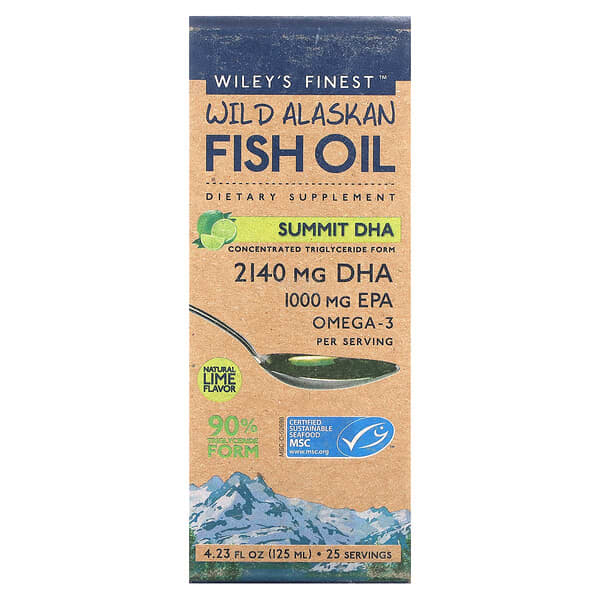 WILEY'S FINEST™
WILD ALASKAN
FISH OIL
DIETARY SUPPLEMENT
SUMMIT DHA
CONCENTRATED TRIGLYCERIDE FORM
2140 MG DHA
1000 MG EPA
OMEGA-3
PER SERVING
NATURAL
LIME
FLAVOR
90%
TRIGLYCERIDE
FORM
CERTIFIED
SUSTAINABLE
SEAFOOD
MSC
www.msc.org
4.23 FL OZ (125 ML) • 25 SERVINGS